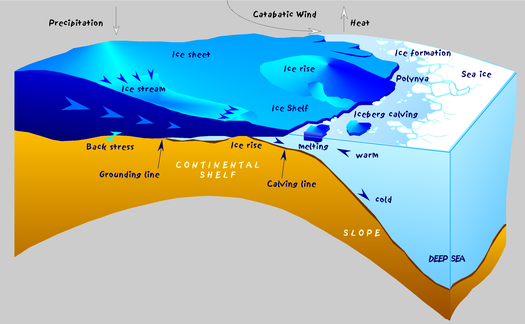 Precipitation
Catabatic Wind
Heat
Ice sheet
Ice formation
Ice rise
Sea ice
Polynya
Ice stream
Ice Shelf
Iceberg calving
Back stress
Ice rise
melting
warm
Grounding line
CONTINENTAL
SHELF
Calving line
cold
SLOPE
DEEP SEA